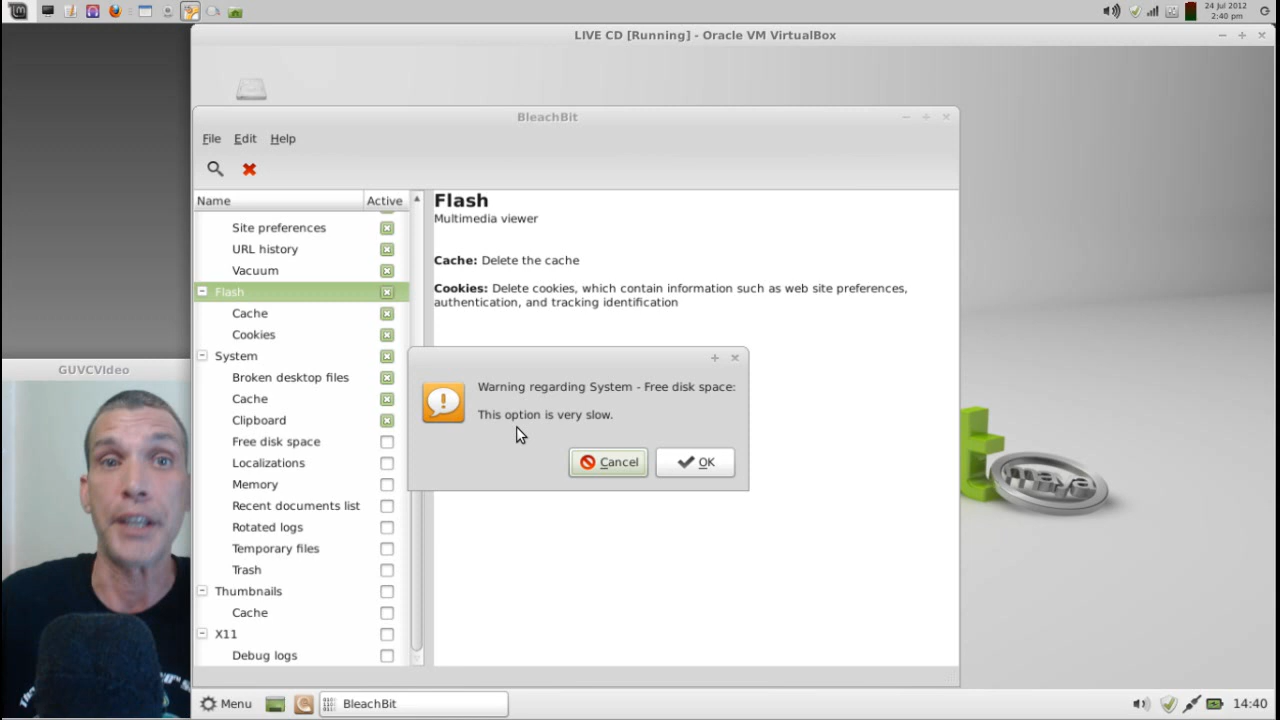 24 Jul 2012
2:40 pm
LIVE CD [Running] - Oracle VM VirtualBox
BleachBit
File Edit Help
Name Active
Site preferences
URL history
Vacuum
Flash
Cache
Cookies
System
Broken desktop files
Cache
Clipboard
Free disk space
Localizations
Memory
Recent documents list
Rotated logs
Temporary files
Trash
Thumbnails
Cache
X11
Debug logs
Flash
Multimedia viewer
Cache: Delete the cache
Cookies: Delete cookies, which contain information such as web site preferences,
authentication, and tracking identification
Warning regarding System - Free disk space:
This option is very slow.
Cancel OK
GUVCVideo
maya
Menu BleachBit 14:40